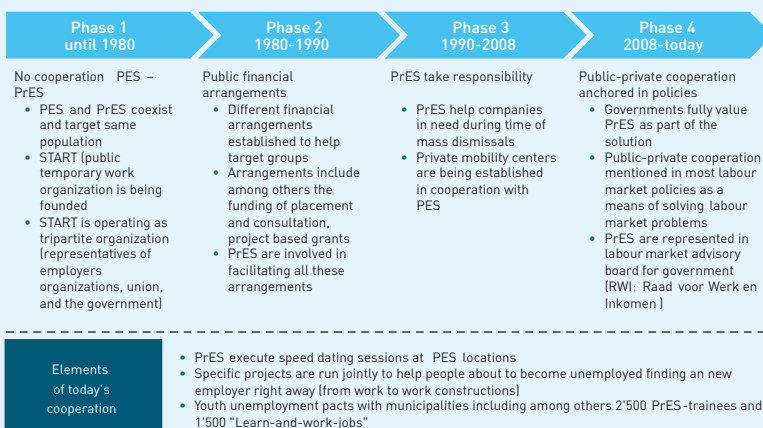 Phase 1
until 1980
Phase 2
1980-1990
Phase 3
1990-2008
Phase 4
2008-today
No cooperation PES –
PrES
• PES and PrES coexist
and target same
population
• START (public
temporary work
organization is being
founded
• START is operating as
tripartite organization
(representatives of
employers
organizations, union,
and the government)
Public financial
arrangements
• Different financial
arrangements
established to help
target groups
• Arrangements include
among others the
funding of placement
and consultation,
project based grants
• PrES are involved in
facilitating all these
arrangements
PrES take responsibility
• PrES help companies
in need during time of
mass dismissals
• Private mobility centers
are being established
in cooperation with
PES
Public-private cooperation
anchored in policies
• Governments fully value
PrES as part of the
solution
• Public-private cooperation
mentioned in most labour
market policies as a
means of solving labour
market problems
• PrES are represented in
labour market advisory
board for government
(RWI: Raad voor Werk en
Inkomen )
Elements
of today's
cooperation
• PrES execute speed dating sessions at PES locations
• Specific projects are run jointly to help people about to become unemployed finding an new
employer right away (from work to work constructions)
• Youth unemployment pacts with municipalities including among others 2'500 PrES-trainees and
1'500 "Learn-and-work-jobs"